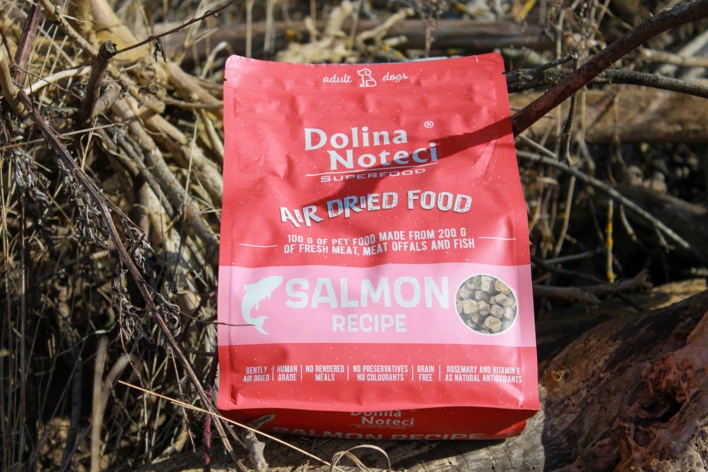 adult dogs
Dolina ®
Noteci
SUPERFOOD
AIR DRIED FOOD
100 G OF PET FOOD MADE FROM 200 G
OF FRESH MEAT, MEAT OFFALS AND FISH
SALMON
RECIPE
GENTLY AIR DRIED | HUMAN GRADE | NO RENDERED MEALS | NO PRESERVATIVES NO COLOURANTS | GRAIN FREE | ROSEMARY AND VITAMIN E AS NATURAL ANTIOXIDANTS
Dolina
Noteci
SALMON RECIPE